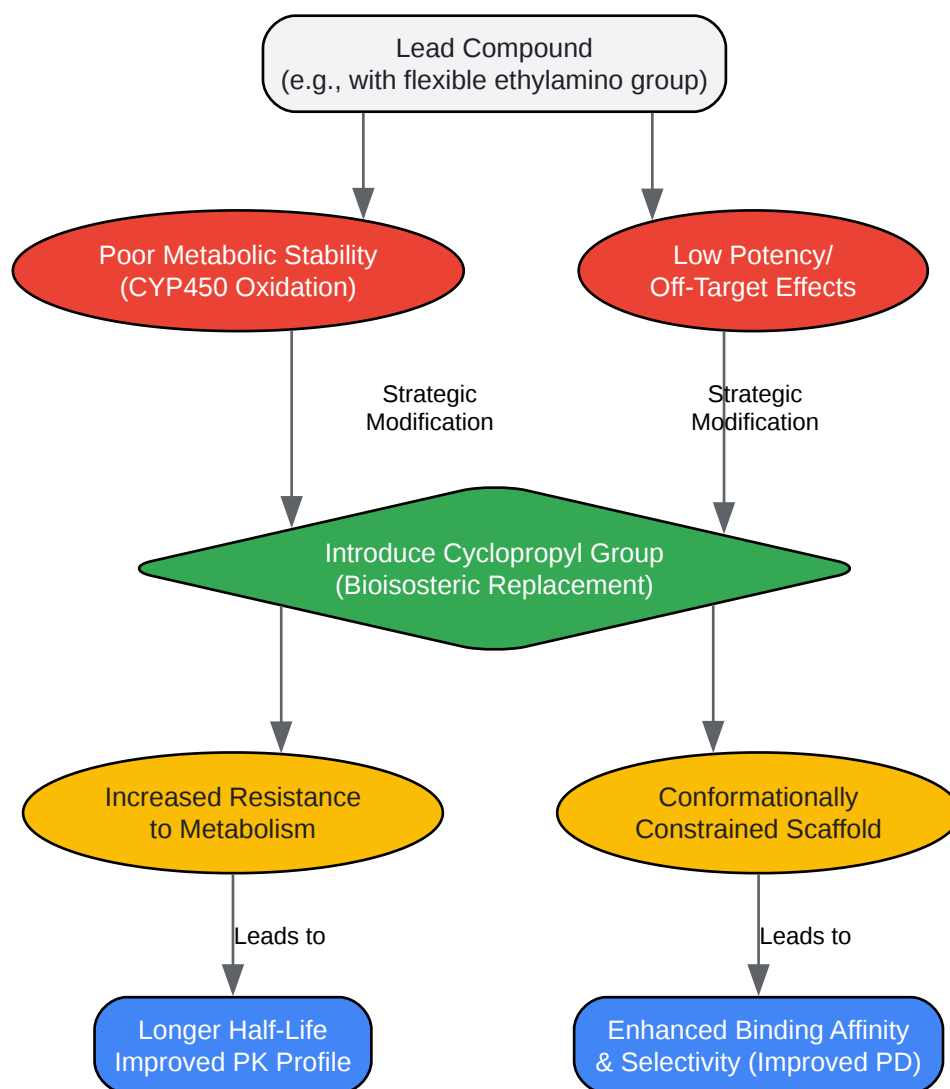 Lead Compound
(e.g., with flexible ethylamino group)
Poor Metabolic Stability
(CYP450 Oxidation)
Low Potency/
Off-Target Effects
Strategic
Modification
Strategic
Modification
Introduce Cyclopropyl Group
(Bioisosteric Replacement)
Increased Resistance
to Metabolism
Conformationally
Constrained Scaffold
Leads to
Leads to
Longer Half-Life
Improved PK Profile
Enhanced Binding Affinity
& Selectivity (Improved PD)